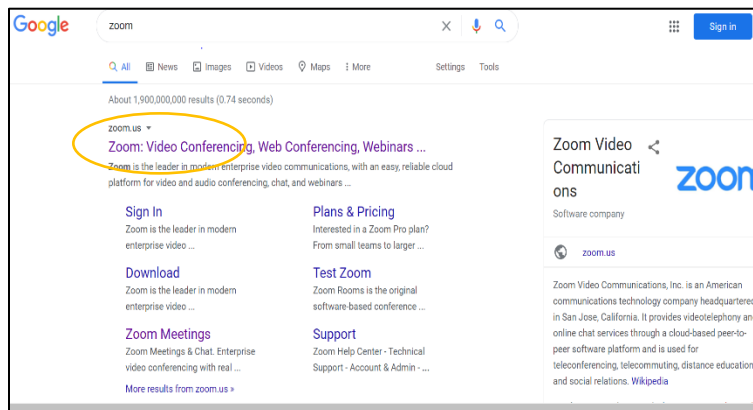 Google
zoom
Sign in
All News Images Videos Maps More Settings Tools
About 1,900,000,000 results (0.74 seconds)
zoom.us
Zoom: Video Conferencing, Web Conferencing, Webinars ...
Zoom is the leader in modern enterprise video communications, with an easy, reliable cloud
platform for video and audio conferencing, chat, and webinars ...
Sign In
Zoom is the leader in modern
enterprise video ...
Plans & Pricing
Interested in a Zoom Pro plan?
From small teams to larger ...
Download
Zoom is the leader in modern
enterprise video ...
Test Zoom
Zoom Rooms is the original
software-based conference ...
Zoom Meetings
Zoom Meetings & Chat. Enterprise
video conferencing with real ...
Support
Zoom Help Center - Technical
Support - Account & Admin - ...
More results from zoom.us »
Zoom Video
Communicati
ons
zoom
Software company
zoom.us
Zoom Video Communications, Inc. is an American
communications technology company headquartered
in San Jose, California. It provides videotelephony an
online chat services through a cloud-based peer-to-
peer software platform and is used for
teleconferencing, telecommuting, distance education
and social relations. Wikipedia